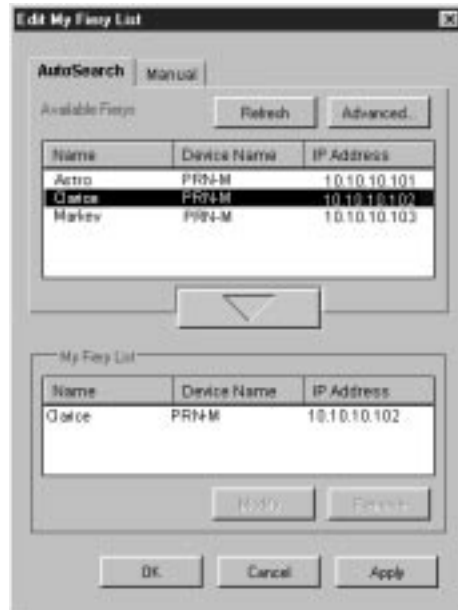 Edit My Fiery List
AutoSearch Manual
Available Fierys Refresh Advanced...
Name Device Name IP Address
Astro PRN-M 10.10.10.101
Clarice PRN-M 10.10.10.102
Markev PRN-M 10.10.10.103
My Fiery List
Name Device Name IP Address
Clarice PRN-M 10.10.10.102
Modify... Remove
OK Cancel Apply